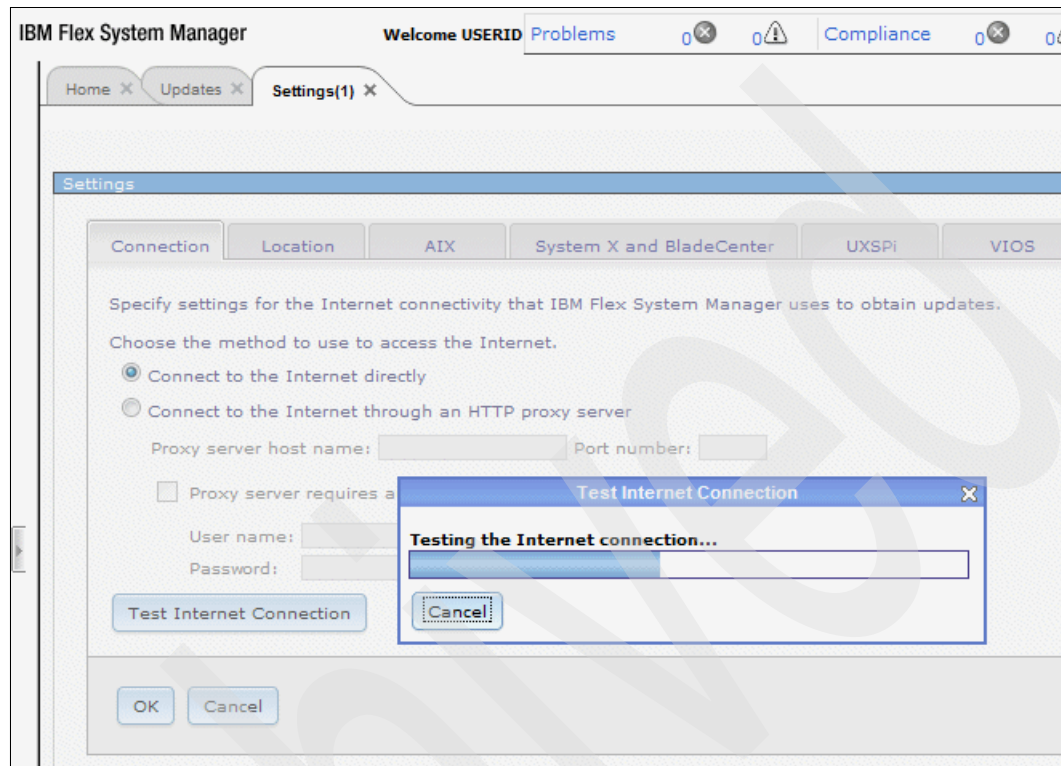 IBM Flex System Manager Welcome USERID Problems 0 0 Compliance 0 0
Home Updates Settings(1)
Settings
Connection Location AIX System X and BladeCenter UXSPi VIOS
Specify settings for the Internet connectivity that IBM Flex System Manager uses to obtain updates.
Choose the method to use to access the Internet.
Connect to the Internet directly
Connect to the Internet through an HTTP proxy server
Proxy server host name: Port number:
Proxy server requires a
Test Internet Connection
Testing the Internet connection...
User name:
Password:
Cancel
Test Internet Connection
OK Cancel